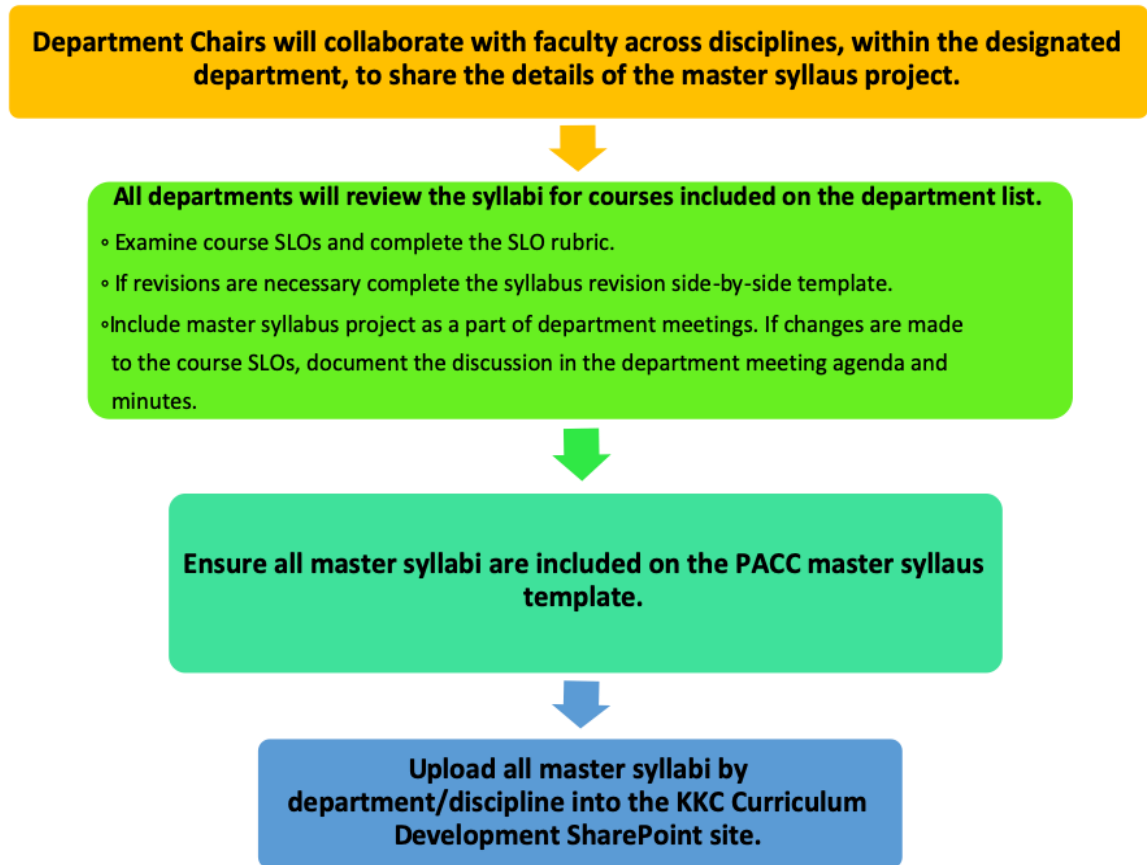 Department Chairs will collaborate with faculty across disciplines, within the designated
department, to share the details of the master syllaus project.
All departments will review the syllabi for courses included on the department list.
∘ Examine course SLOs and complete the SLO rubric.
∘ If revisions are necessary complete the syllabus revision side-by-side template.
∘Include master syllabus project as a part of department meetings. If changes are made
to the course SLOs, document the discussion in the department meeting agenda and
minutes.
Ensure all master syllabi are included on the PACC master syllaus
template.
Upload all master syllabi by
department/discipline into the KKC Curriculum
Development SharePoint site.